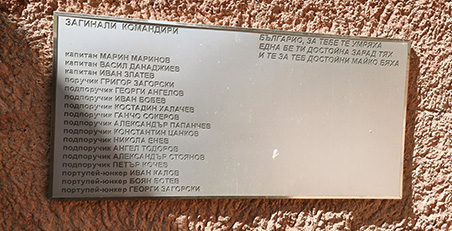 ЗАГИНАЛИ КОМАНДИРИ
капитан МАРИН МАРИНОВ
капитан ВАСИЛ ДАНАДЖИЕВ
капитан ИВАН ЗЛАТЕВ
поручик ГРИГОР ЗАГОРСКИ
подпоручик ГЕОРГИ АНГЕЛОВ
подпоручик ИВАН БОБЕВ
подпоручик КОСТАДИН ХАЛАЧЕВ
подпоручик ГАНЧО СОКЕРОВ
подпоручик АЛЕКСАНДЪР ПАПАНЧЕВ
подпоручик КОНСТАНТИН ЦАНКОВ
подпоручик НИКОЛА ЕНЕВ
подпоручик АНГЕЛ ТОДОРОВ
подпоручик АЛЕКСАНДЪР СТОЯНОВ
подпоручик ПЕТЪР КОЧЕВ
портупей-юнкер ИВАН КАЛОВ
портупей-юнкер БОЯН БОТЕВ
портупей-юнкер ГЕОРГИ ЗАГОРСКИ
БЪЛГАРИО, ЗА ТЕБЕ ТЕ УМРЯХА
ЕДНА БЕ ТИ ДОСТОЙНА ЗАРАД ТЯХ
И ТЕ ЗА ТЕБ ДОСТОЙНИ МАЙКО БЯХА